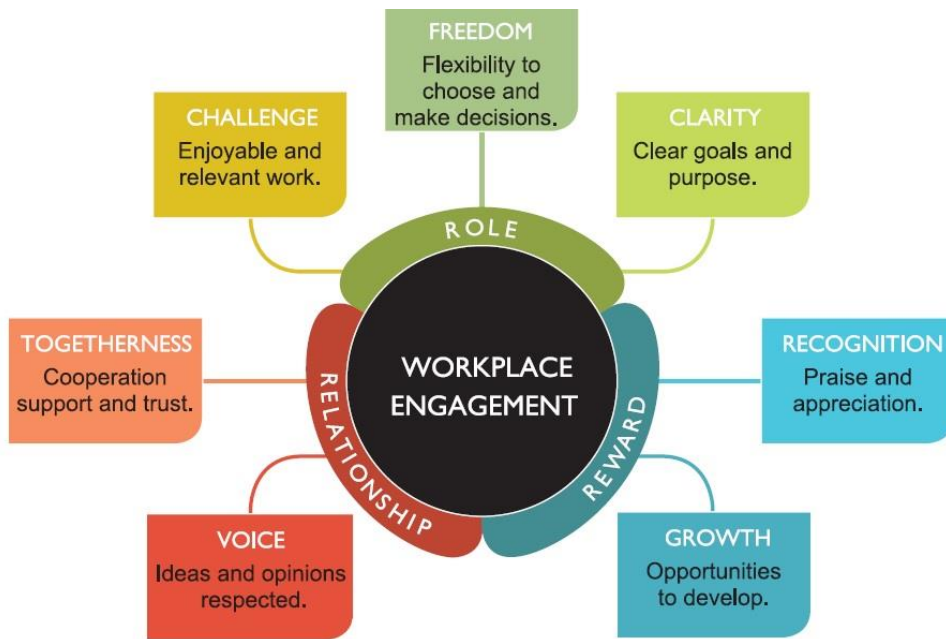 FREEDOM
Flexibility to
choose and
make decisions.
CHALLENGE
Enjoyable and
relevant work.
CLARITY
Clear goals and
purpose.
ROLE
TOGETHERNESS
Cooperation
support and trust.
RELATIONSHIP
WORKPLACE
ENGAGEMENT
REWARD
RECOGNITION
Praise and
appreciation.
VOICE
Ideas and opinions
respected.
GROWTH
Opportunities
to develop.